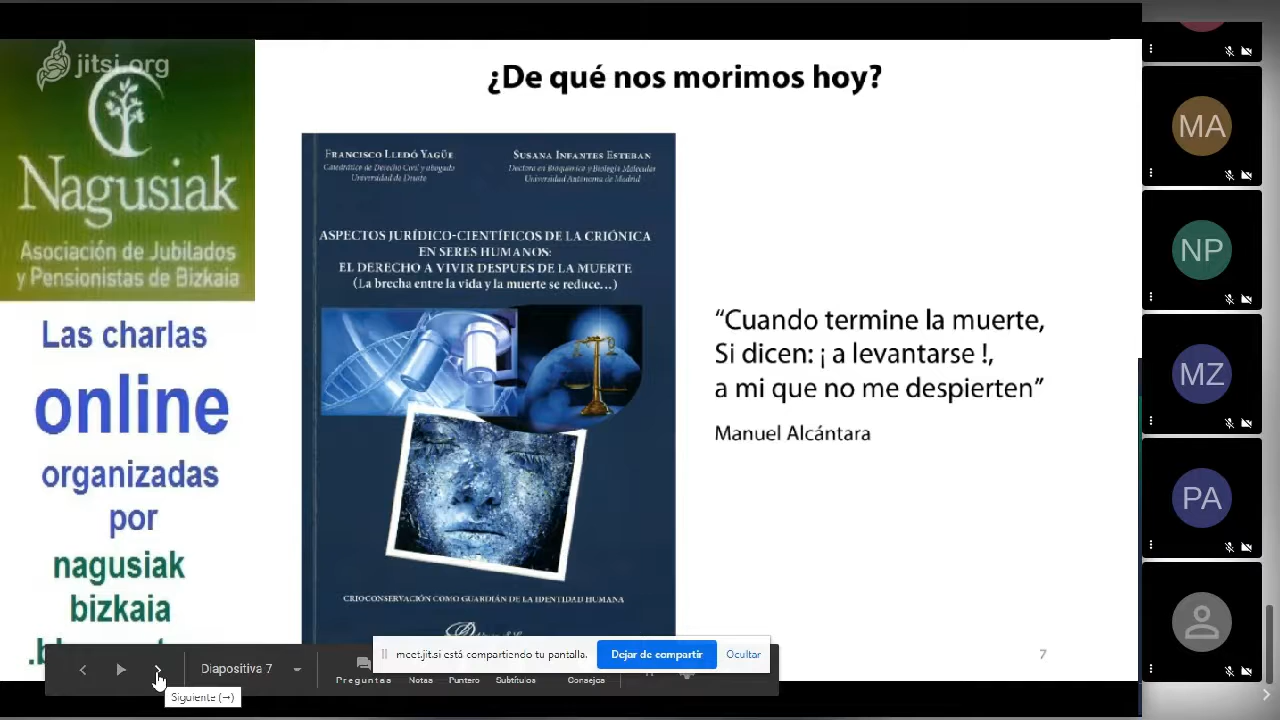 jitsi.org
Nagusiak
Asociación de Jubilados
y Pensionistas de Bizkaia
Las charlas
online
organizadas
por
nagusiak
bizkaia
¿De qué nos morimos hoy?
Francisco Lledó Yagüe
Catedrático de Derecho Civil y abogado
Universidad de Deusto
Susana Infantes Esteban
Doctora en Bioquímica y Biología Molecular
Universidad Autónoma de Madrid
ASPECTOS JURÍDICO-CIENTÍFICOS DE LA CRIÓNICA
EN SERES HUMANOS:
EL DERECHO A VIVIR DESPUES DE LA MUERTE
(La brecha entre la vida y la muerte se reduce...)
CRIOCONSERVACIÓN COMO GUARDIÁN DE LA IDENTIDAD HUMANA
“Cuando termine la muerte,
Si dicen: ¡ a levantarse !,
a mi que no me despierten”
Manuel Alcántara
7
meet.jit.si está compartiendo tu pantalla.
Dejar de compartir
Ocultar
Diapositiva 7
Preguntas
Notas
Puntero
Subtítulos
Consejos
Siguiente (→)
MA
NP
MZ
PA